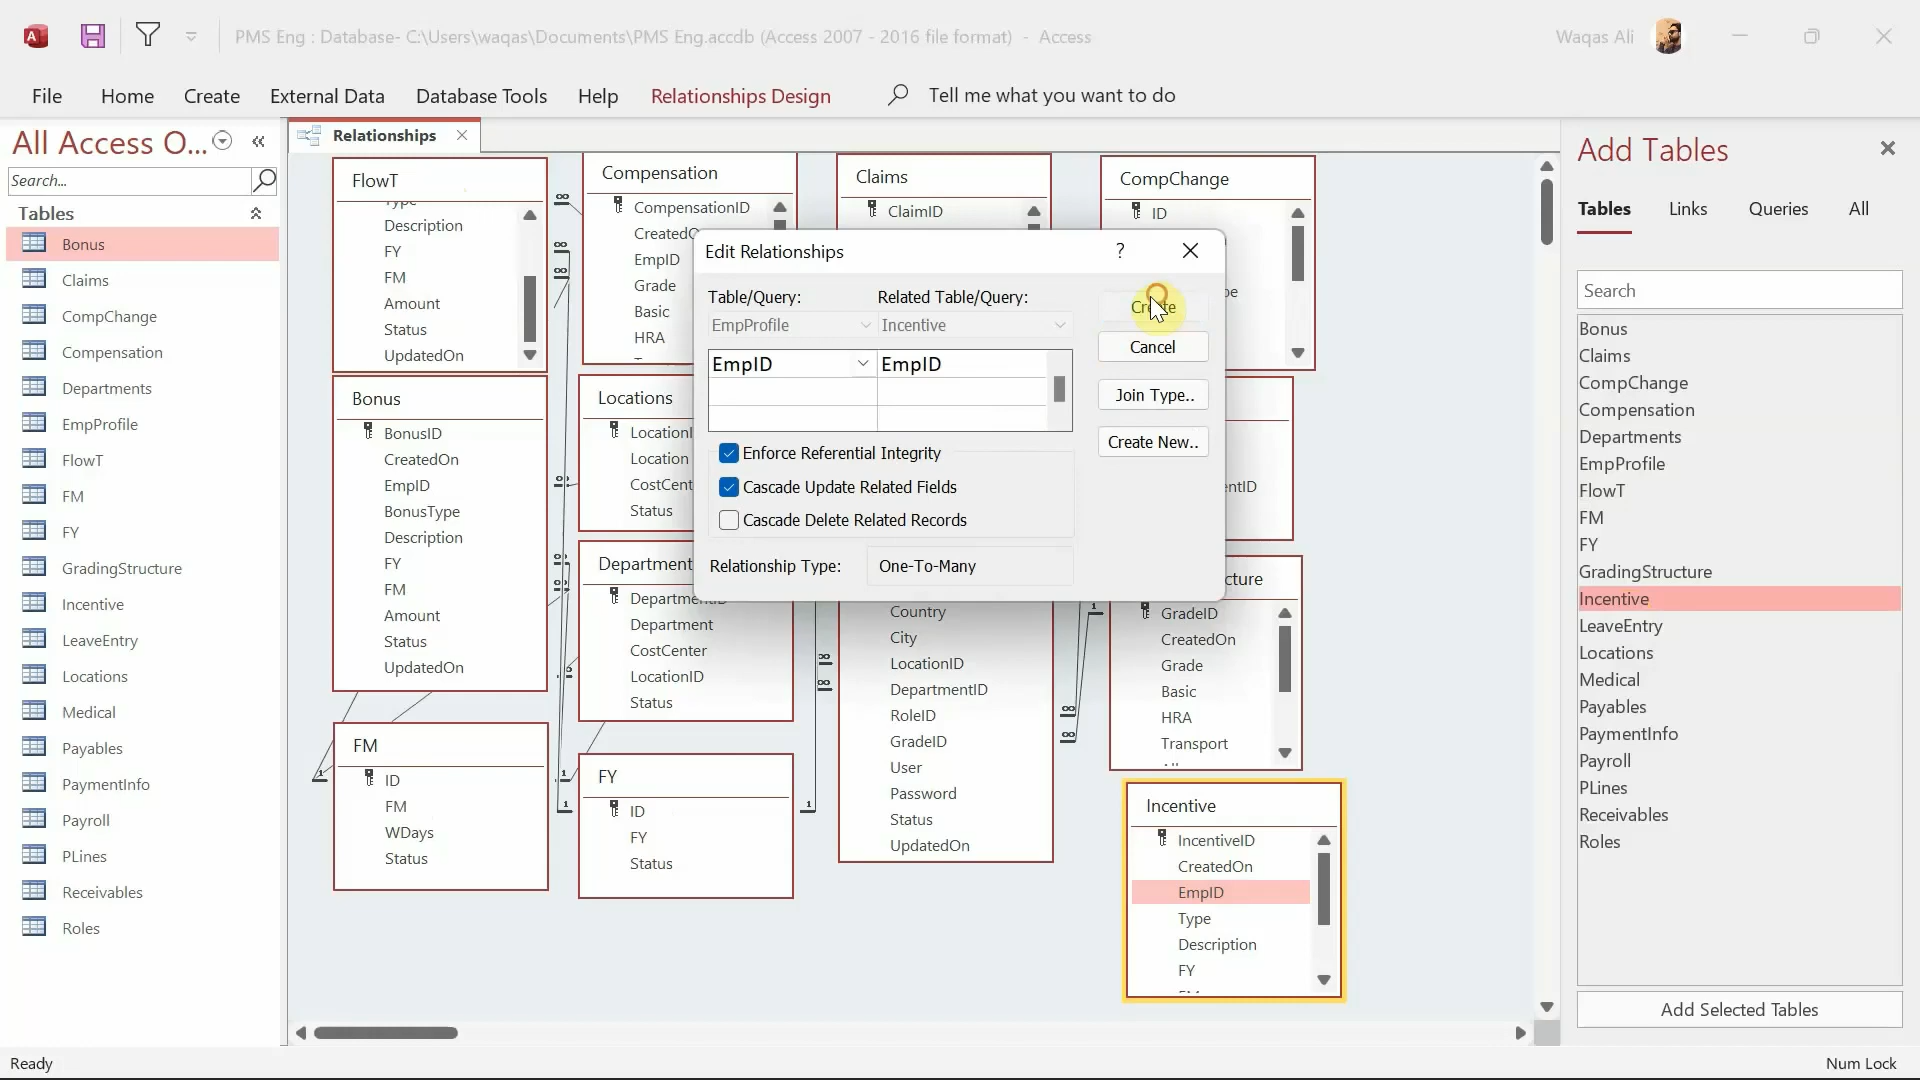 PMS Eng : Database- C:\Users\waqas\Documents\PMS Eng.accdb (Access 2007 - 2016 file format) - Access
Waqas Ali
File Home Create External Data Database Tools Help Relationships Design Tell me what you want to do
All Access O...
Search...
Tables
Bonus
Claims
CompChange
Compensation
Departments
EmpProfile
FlowT
FM
FY
GradingStructure
Incentive
LeaveEntry
Locations
Medical
Payables
PaymentInfo
Payroll
PLines
Receivables
Roles
Relationships
FlowT
Type
Description
FY
FM
Amount
Status
UpdatedOn
Compensation
CompensationID
CreatedO
EmpID
Grade
Basic
HRA
Claims
ClaimID
CompChange
ID
pe
Bonus
BonusID
CreatedOn
EmpID
BonusType
Description
FY
FM
Amount
Status
UpdatedOn
Locations
LocationI
Location
CostCent
Status
Department
Departme
Department
CostCenter
LocationID
Status
FM
ID
FM
WDays
Status
FY
ID
FY
Status
Country
City
LocationID
DepartmentID
RoleID
GradeID
User
Password
Status
UpdatedOn
ntID
cture
GradeID
CreatedOn
Grade
Basic
HRA
Transport
Incentive
IncentiveID
CreatedOn
EmpID
Type
Description
FY
FM
Edit Relationships ?
Table/Query: Related Table/Query:
EmpProfile Incentive
EmpID EmpID
Enforce Referential Integrity
Cascade Update Related Fields
Cascade Delete Related Records
Relationship Type: One-To-Many
Create
Cancel
Join Type..
Create New..
Add Tables
Tables Links Queries All
Search
Bonus
Claims
CompChange
Compensation
Departments
EmpProfile
FlowT
FM
FY
GradingStructure
Incentive
LeaveEntry
Locations
Medical
Payables
PaymentInfo
Payroll
PLines
Receivables
Roles
Add Selected Tables
Ready
Num Lock